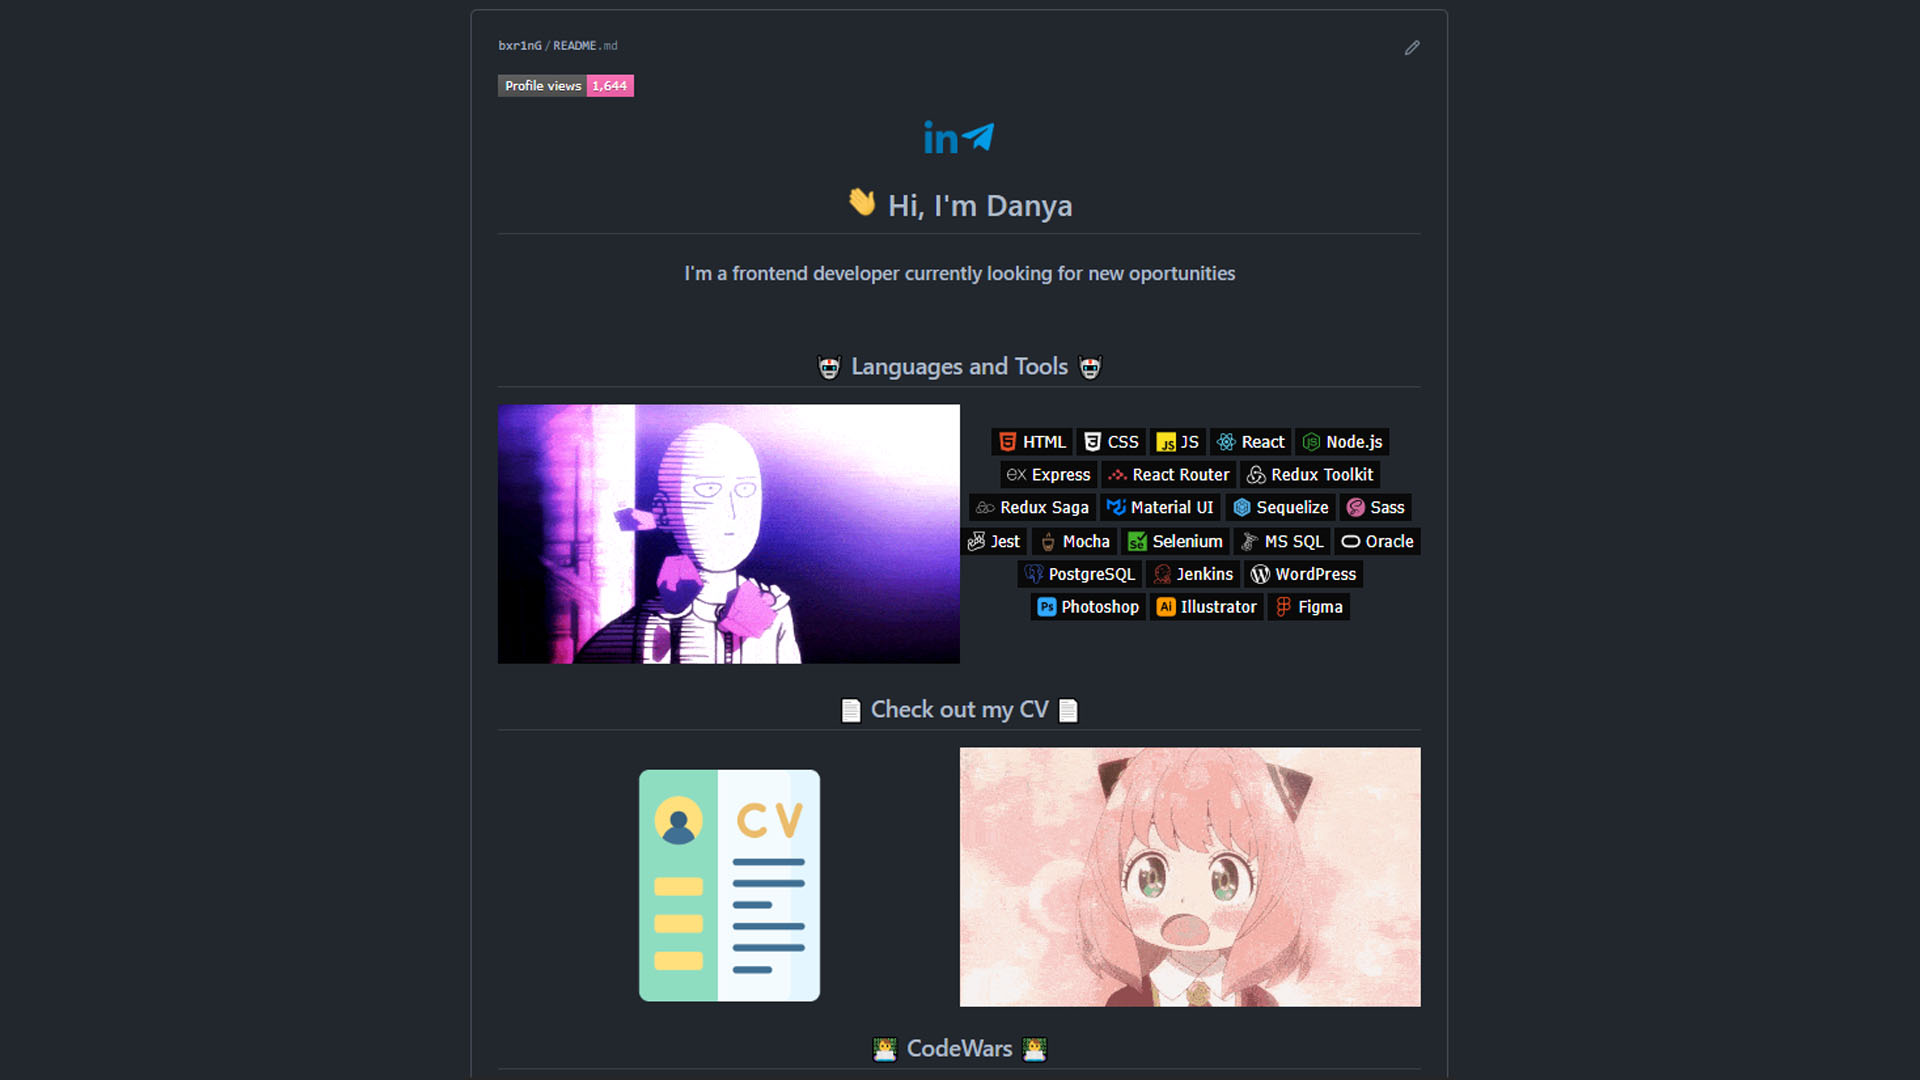 bxr1nG/README.md
Profile views 1,644
in
👋 Hi, I'm Danya
I'm a frontend developer currently looking for new oportunities
🤖 Languages and Tools 🤖
HTML CSS JS React Node.js
ex Express React Router Redux Toolkit
Redux Saga Material UI Sequelize Sass
Jest Mocha Se Selenium MS SQL Oracle
PostgreSQL Jenkins WordPress
Ps Photoshop Ai Illustrator Figma
📄 Check out my CV 📄
CV
👨‍💻 CodeWars 👨‍💻